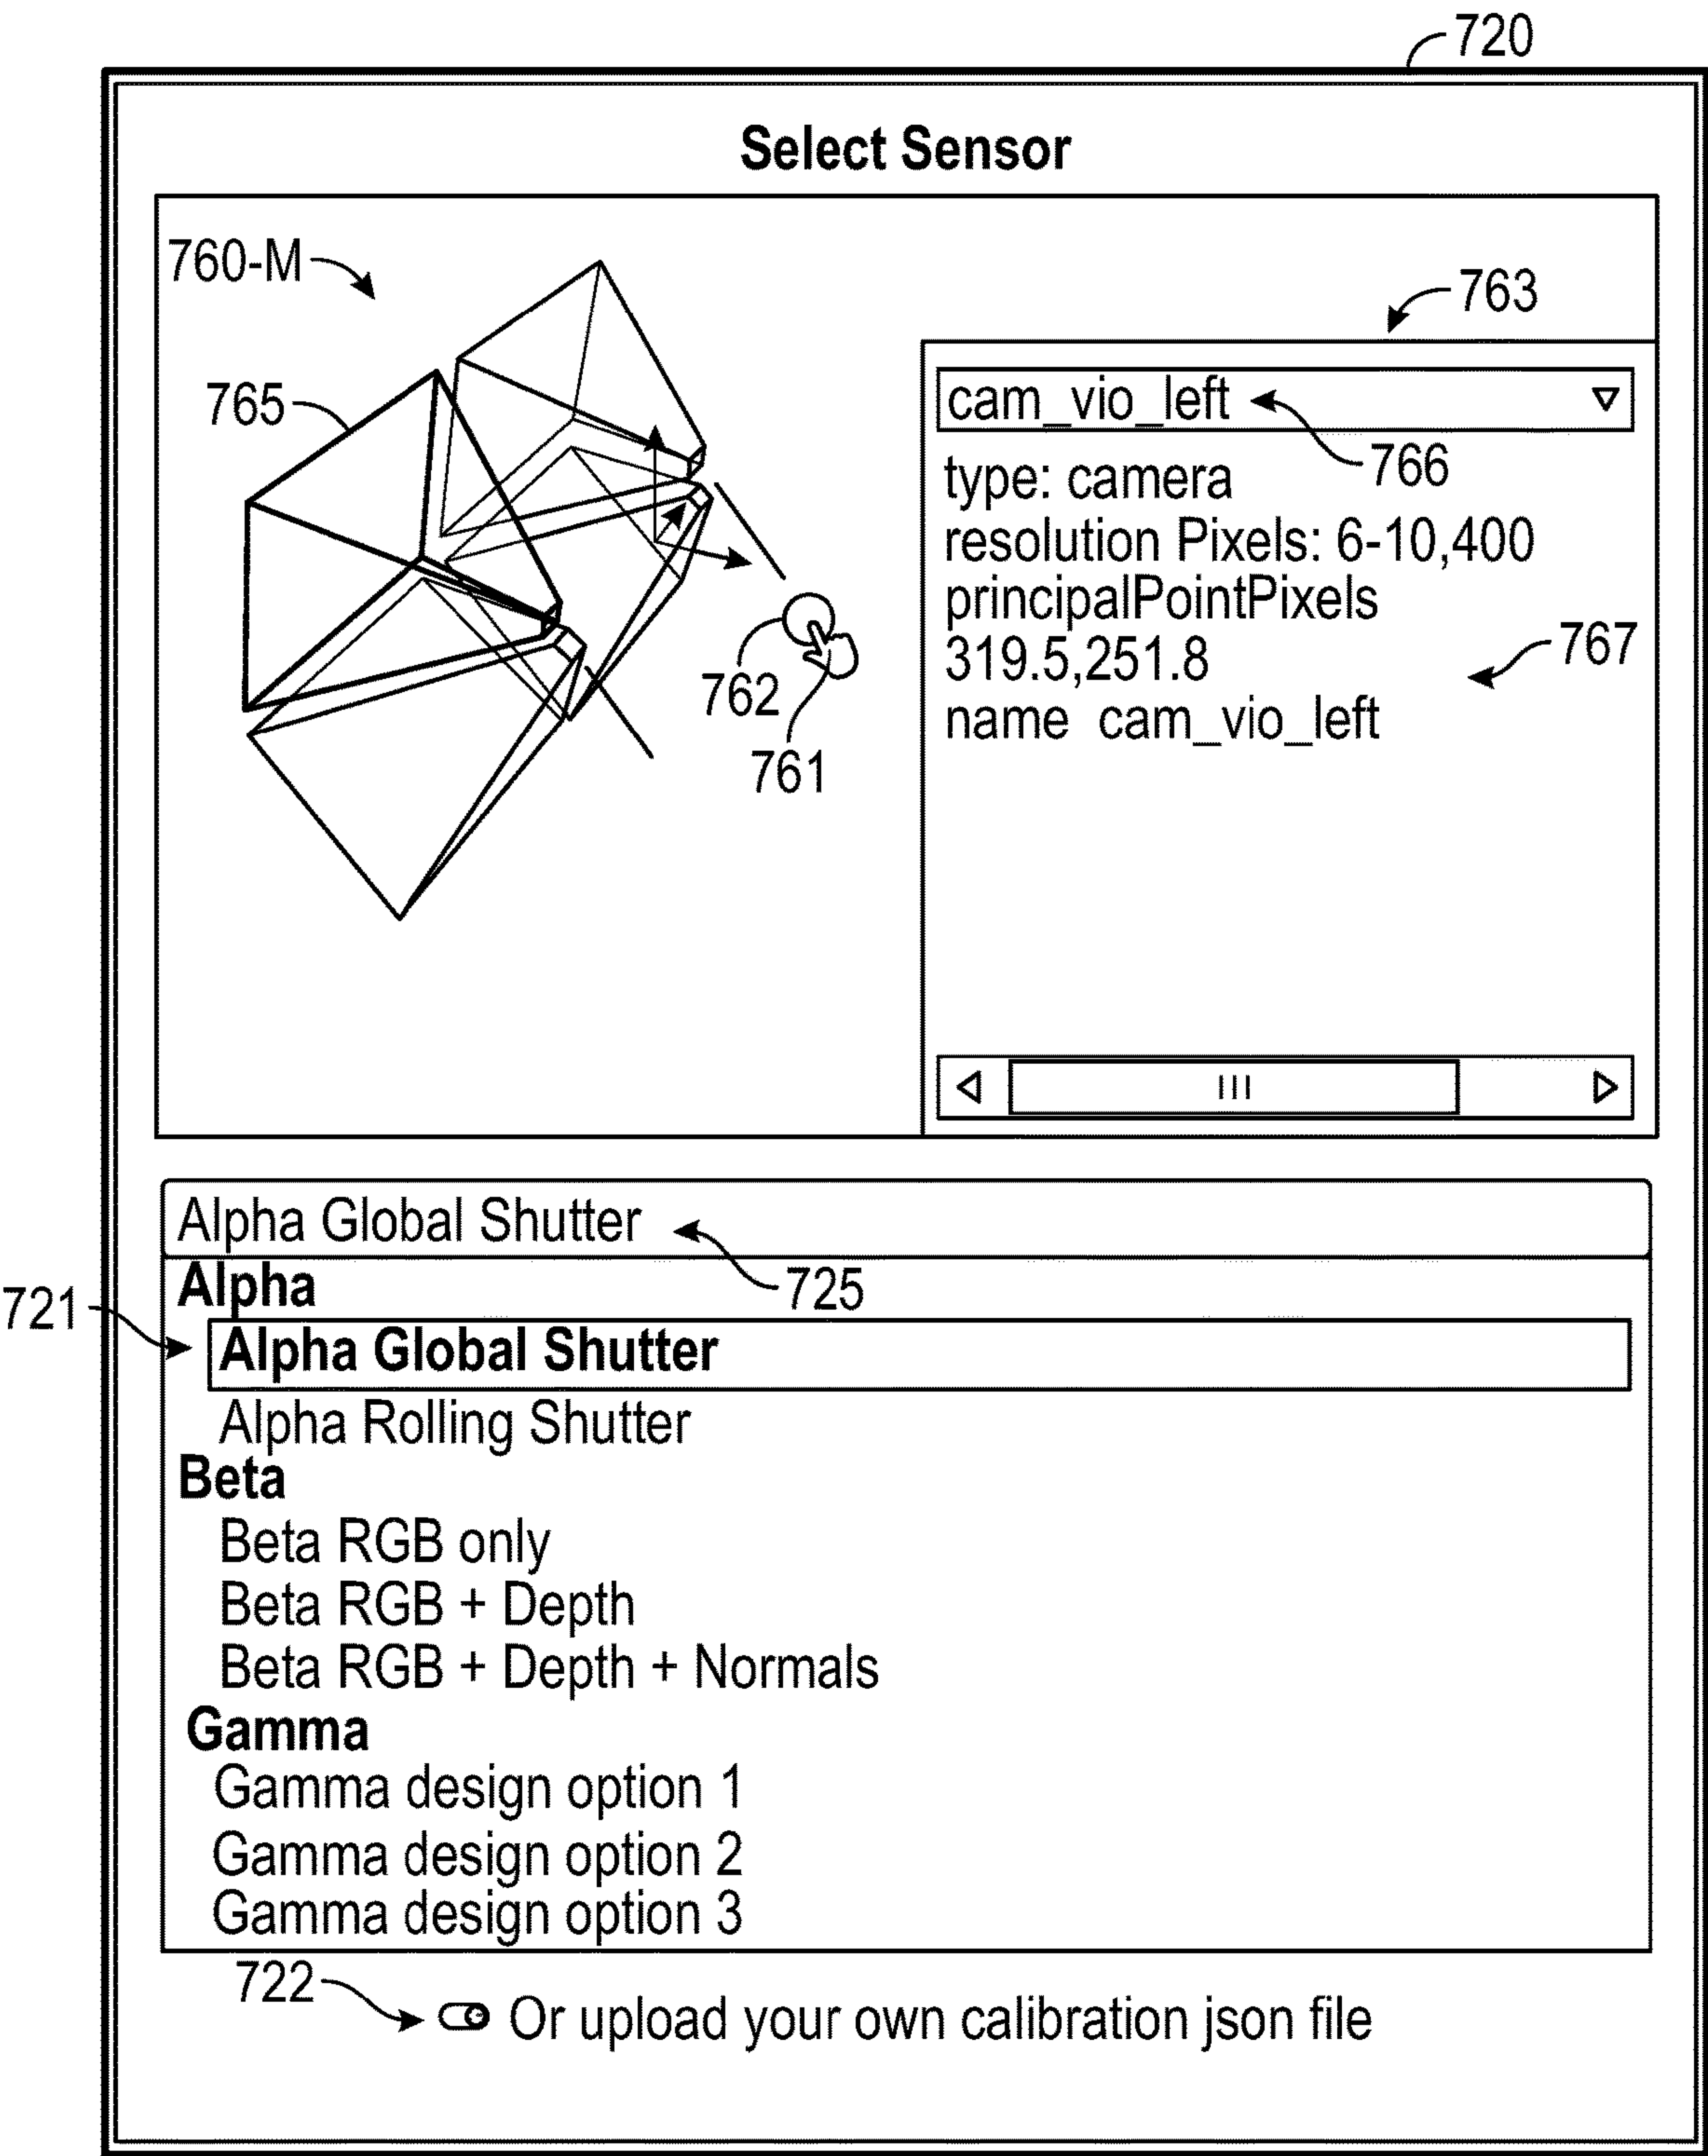 720
Select Sensor
760-M
763
765
cam_vio_left
766
type: camera
resolution Pixels: 6-10,400
principalPointPixels
319.5,251.8
767
name cam_vio_left
762
761
Alpha Global Shutter
725
Alpha
721
Alpha Global Shutter
Alpha Rolling Shutter
Beta
Beta RGB only
Beta RGB + Depth
Beta RGB + Depth + Normals
Gamma
Gamma design option 1
Gamma design option 2
Gamma design option 3
722
Or upload your own calibration json file